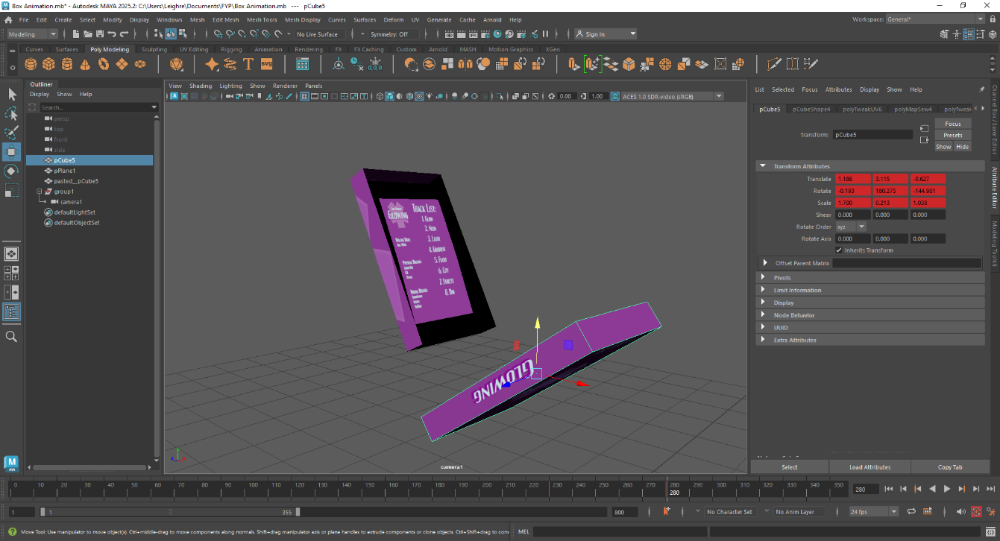 Box Animation.mb* - Autodesk MAYA 2025.2: C:\Users\Leighre\Documents\FYP\Box Animation.mb --- pCube5
File Edit Create Select Modify Display Windows Mesh Edit Mesh Mesh Tools Mesh Display Curves Surfaces Deform UV Generate Cache Arnold Help
Workspace: General*
Modeling No Live Surface Symmetry: Off Sign In
Curves Surfaces Poly Modeling Sculpting UV Editing Rigging Animation Rendering FX FX Caching Custom Arnold MASH Motion Graphics XGen
SVG
Outliner
Display Show Help
Search...
persp
top
front
side
pCube5
pPlane1
pasted__pCube5
group1
camera1
defaultLightSet
defaultObjectSet
View Shading Lighting Show Renderer Panels
0.00 1.00 ACES 1.0 SDR-video (sRGB)
GLOWING
TRACK LIST:
1. GLOW
2. NEON
3. LASER
4. GRADIENT
5. FLASH
6. CITY
7. STREETS
8. DIM
GLOWING
camera1
List Selected Focus Attributes Display Show Help
pCube5 pCubeShape4 polyTweakUV6 polyMapSew4 polyTweak
Focus
transform: pCube5 Presets
Show Hide
Transform Attributes
Translate 1.186 3.115 -0.627
Rotate -0.193 180.275 -144.981
Scale 1.700 0.213 1.038
Shear 0.000 0.000 0.000
Rotate Order xyz
Rotate Axis 0.000 0.000 0.000
Inherits Transform
Offset Parent Matrix
Pivots
Limit Information
Display
Node Behavior
UUID
Extra Attributes
Select Load Attributes Copy Tab
Channel Box / Layer Editor
Attribute Editor
Modeling Toolkit
0 10 20 30 40 50 60 70 80 90 100 110 120 130 140 150 160 170 180 190 200 210 220 230 240 250 260 270 280 290 300 310 320 330 340 350
280 280
1 1 355 800 No Character Set No Anim Layer 24 fps
Move Tool: Use manipulator to move object(s). Ctrl+middle-drag to move components along normals. Shift+drag manipulator axis or plane handles to extrude components or clone objects. Ctrl+Shift+drag to cons
MEL